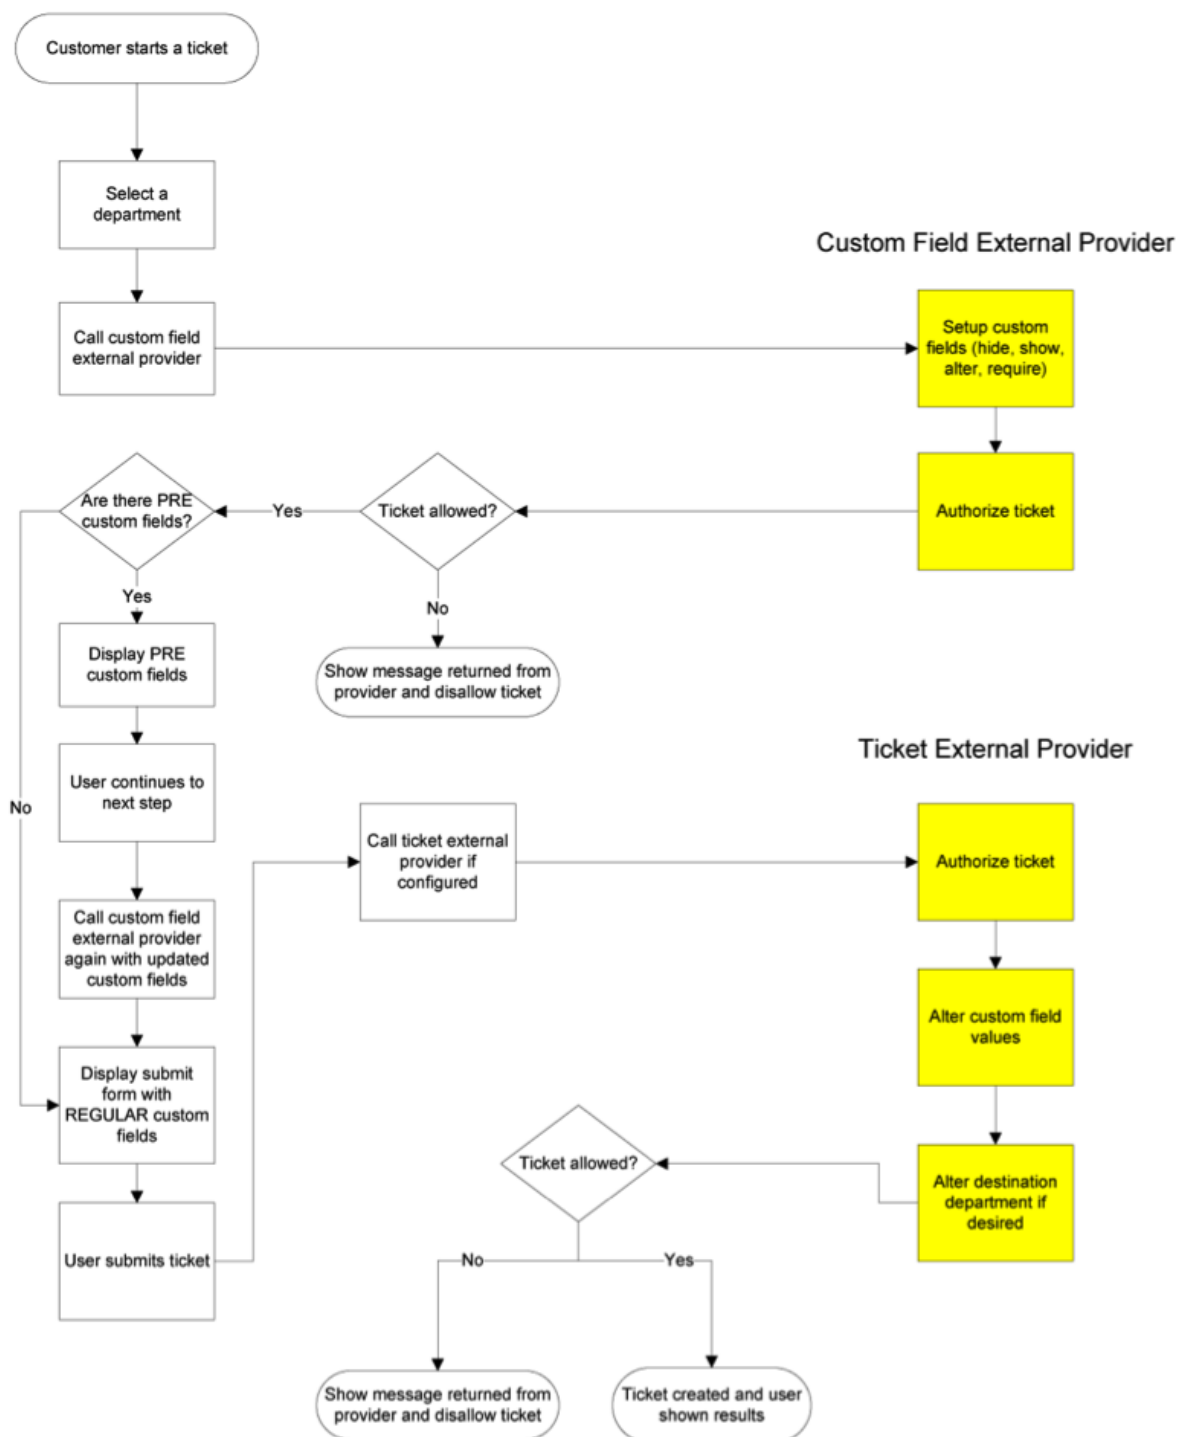 Customer starts a ticket
Select a
department
Custom Field External Provider
Call custom field
external provider
Setup custom
fields (hide, show,
alter, require)
Are there PRE
custom fields?
Yes
Ticket allowed?
Authorize ticket
Yes
No
Display PRE
custom fields
Show message returned from
provider and disallow ticket
Ticket External Provider
User continues to
next step
No
Call ticket external
provider if
configured
Authorize ticket
Call custom field
external provider
again with updated
custom fields
Alter custom field
values
Display submit
form with
REGULAR custom
fields
Ticket allowed?
Alter destination
department if
desired
User submits ticket
No
Yes
Show message returned from
provider and disallow ticket
Ticket created and user
shown results